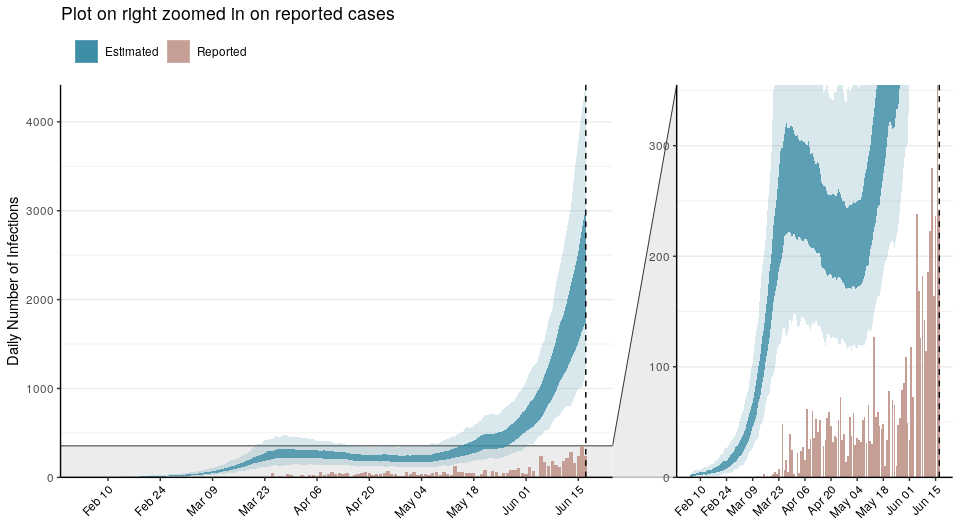 Plot on right zoomed in on reported cases
Estimated Reported
Daily Number of Infections
4000
3000
2000
1000
0
Feb 10 Feb 24 Mar 09 Mar 23 Apr 06 Apr 20 May 04 May 18 Jun 01 Jun 15
300
200
100
0
Feb 10 Feb 24 Mar 09 Mar 23 Apr 06 Apr 20 May 04 May 18 Jun 01 Jun 15